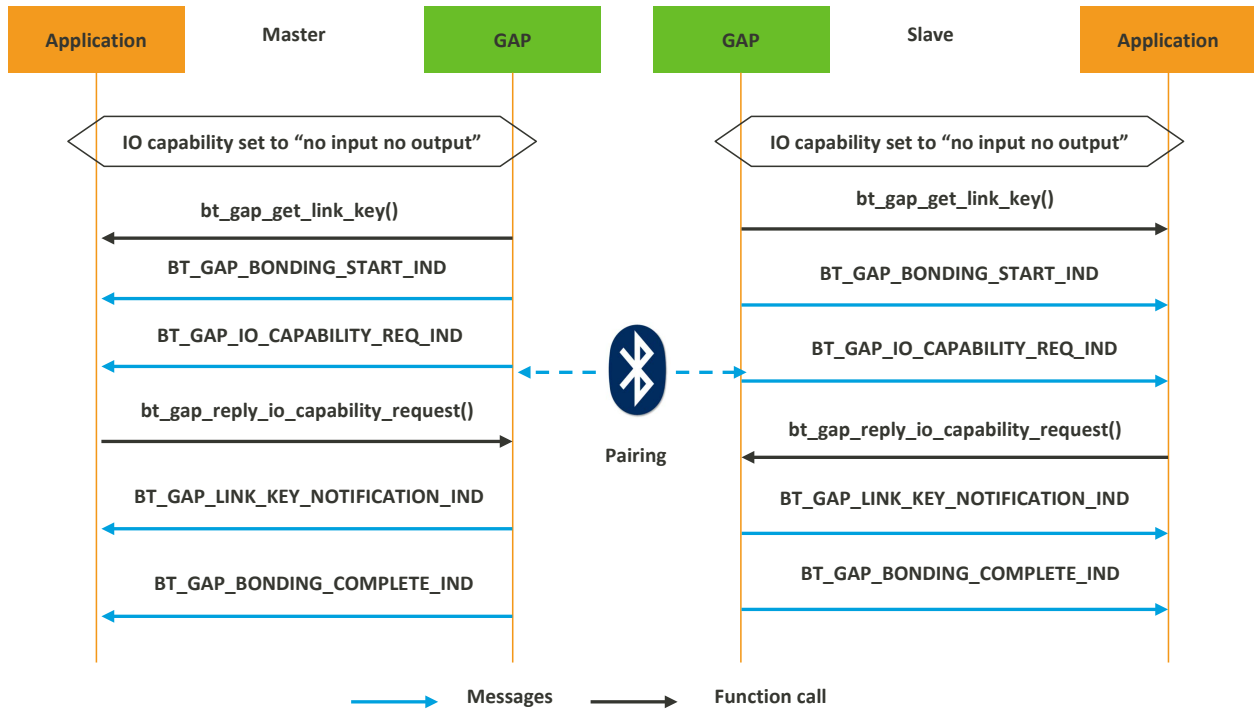 Application
Master
GAP
GAP
Slave
Application
IO capability set to “no input no output”
IO capability set to “no input no output”
bt_gap_get_link_key()
bt_gap_get_link_key()
BT_GAP_BONDING_START_IND
BT_GAP_BONDING_START_IND
BT_GAP_IO_CAPABILITY_REQ_IND
BT_GAP_IO_CAPABILITY_REQ_IND
bt_gap_reply_io_capability_request()
bt_gap_reply_io_capability_request()
Pairing
BT_GAP_LINK_KEY_NOTIFICATION_IND
BT_GAP_LINK_KEY_NOTIFICATION_IND
BT_GAP_BONDING_COMPLETE_IND
BT_GAP_BONDING_COMPLETE_IND
Messages
Function call